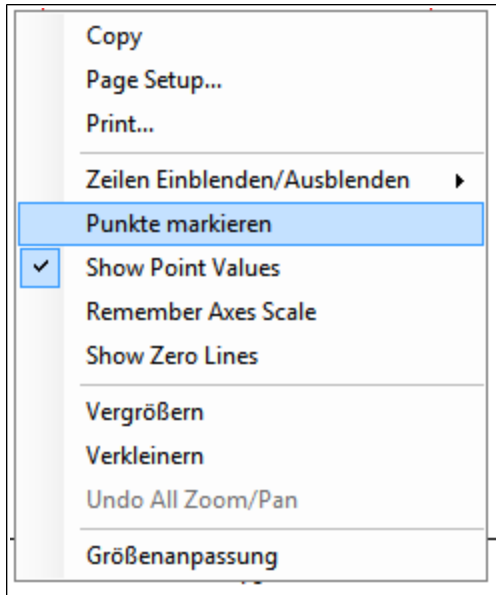 Copy
Page Setup...
Print...
Zeilen Einblenden/Ausblenden
Punkte markieren
Show Point Values
Remember Axes Scale
Show Zero Lines
Vergrößern
Verkleinern
Undo All Zoom/Pan
Größenanpassung